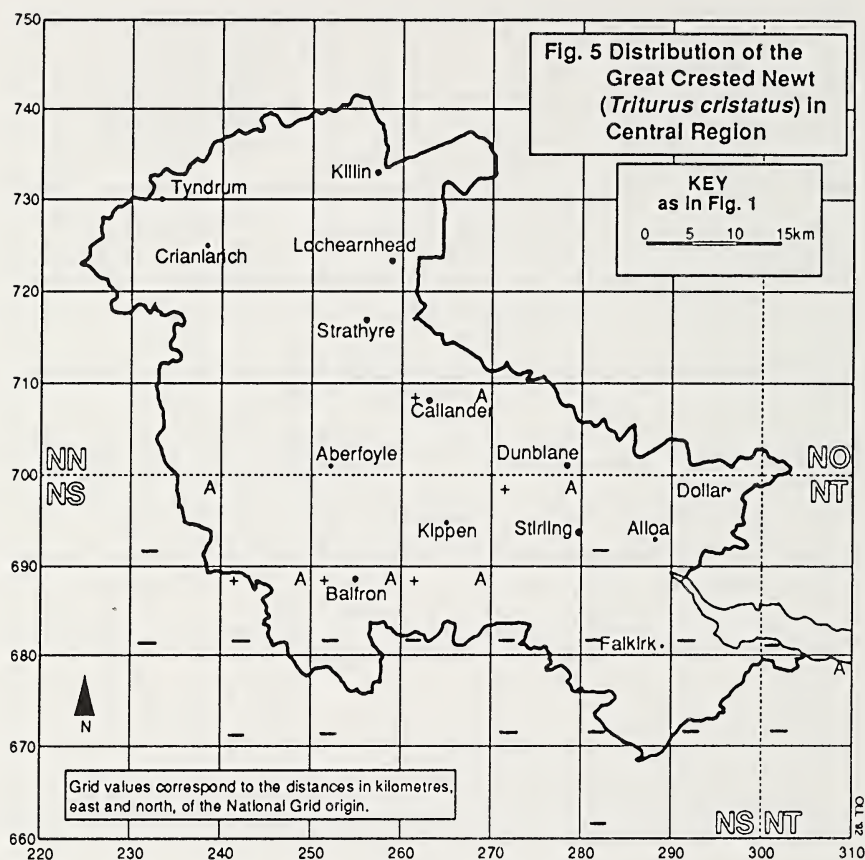 750
740
730
720
710
700
690
680
670
660
220
230
240
250
260
270
280
290
300
310
Fig. 5 Distribution of the
Great Crested Newt
(Triturus cristatus) in
Central Region
KEY
as in Fig. 1
0 5 10 15km
Killin
Tyndrum
Lochearnhead
Crianlarich
Strathyre
+ A
Callander
Aberfoyle
Dunblane
NN
NO
NS
NT
A
+ A
Dollar
Kippen
Stirling
Alloa
+ A + A + A
Balfron
Falkirk
A
N
Grid values correspond to the distances in kilometres,
east and north, of the National Grid origin.
NS NT